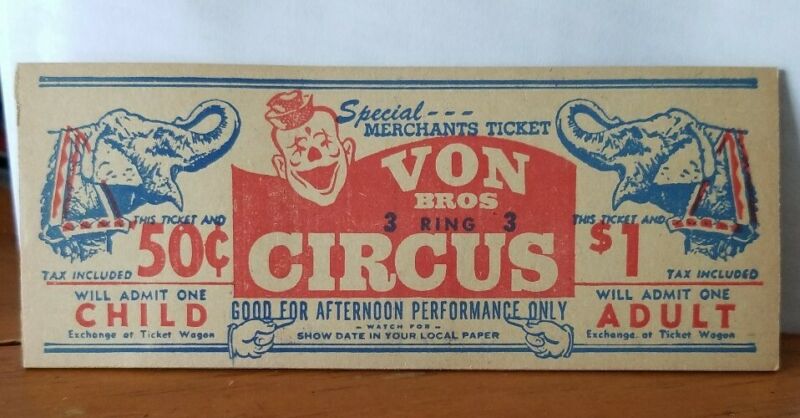 Special---
MERCHANTS TICKET
VON
BROS
3 RING 3
CIRCUS
THIS TICKET AND
50¢
TAX INCLUDED
WILL ADMIT ONE
CHILD
Exchange at Ticket Wagon
THIS TICKET AND
$1
TAX INCLUDED
WILL ADMIT ONE
ADULT
Exchange at Ticket Wagon
GOOD FOR AFTERNOON PERFORMANCE ONLY
- WATCH FOR -
SHOW DATE IN YOUR LOCAL PAPER